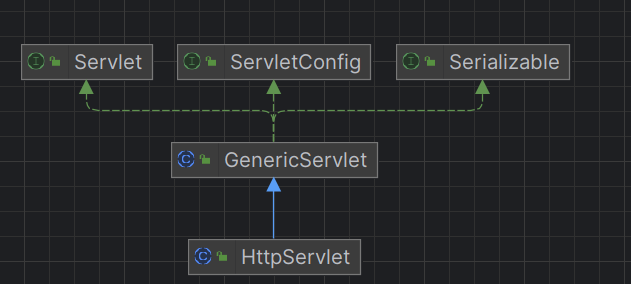 I Servlet
I ServletConfig
I Serializable
C GenericServlet
C HttpServlet